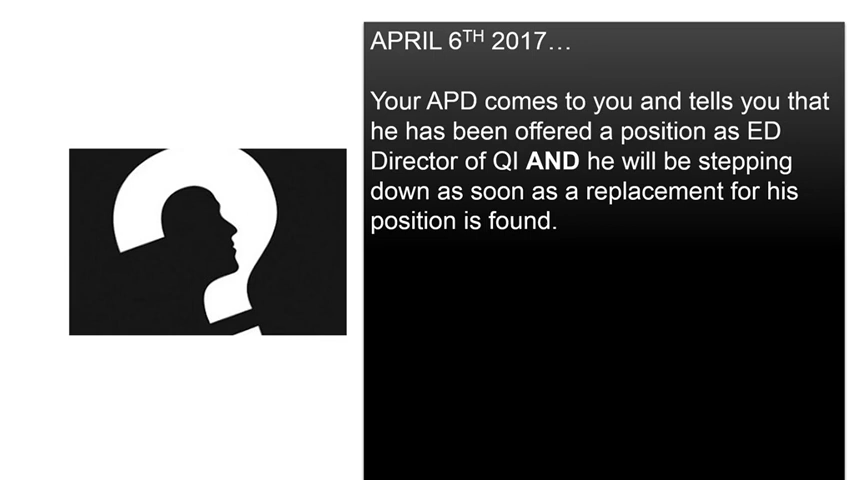 APRIL 6TH 2017…
Your APD comes to you and tells you that
he has been offered a position as ED
Director of QI AND he will be stepping
down as soon as a replacement for his
position is found.